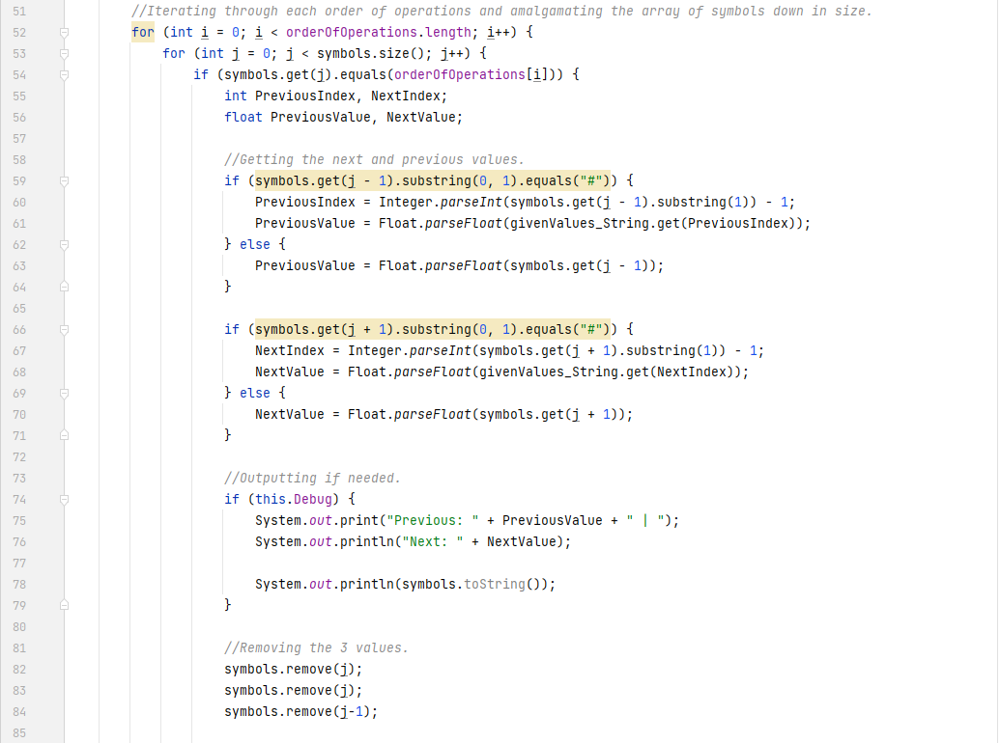 51 //Iterating through each order of operations and amalgamating the array of symbols down in size.
52 for (int i = 0; i < orderOfOperations.length; i++) {
53 for (int j = 0; j < symbols.size(); j++) {
54 if (symbols.get(j).equals(orderOfOperations[i])) {
55 int PreviousIndex, NextIndex;
56 float PreviousValue, NextValue;
57
58 //Getting the next and previous values.
59 if (symbols.get(j - 1).substring(0, 1).equals("#")) {
60 PreviousIndex = Integer.parseInt(symbols.get(j - 1).substring(1)) - 1;
61 PreviousValue = Float.parseFloat(givenValues_String.get(PreviousIndex));
62 } else {
63 PreviousValue = Float.parseFloat(symbols.get(j - 1));
64 }
65
66 if (symbols.get(j + 1).substring(0, 1).equals("#")) {
67 NextIndex = Integer.parseInt(symbols.get(j + 1).substring(1)) - 1;
68 NextValue = Float.parseFloat(givenValues_String.get(NextIndex));
69 } else {
70 NextValue = Float.parseFloat(symbols.get(j + 1));
71 }
72
73 //Outputting if needed.
74 if (this.Debug) {
75 System.out.print("Previous: " + PreviousValue + " | ");
76 System.out.println("Next: " + NextValue);
77
78 System.out.println(symbols.toString());
79 }
80
81 //Removing the 3 values.
82 symbols.remove(j);
83 symbols.remove(j);
84 symbols.remove(j-1);
85